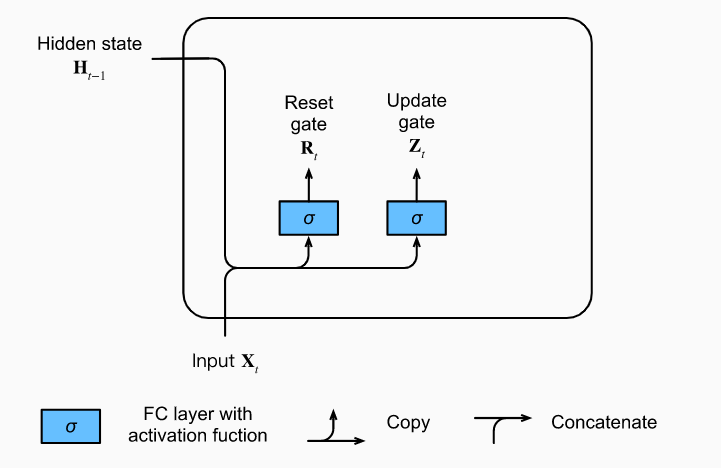 Hidden state
H_{t−1}
Reset
gate
R_t
Update
gate
Z_t
σ
σ
Input X_t
σ
FC layer with
activation fuction
Copy
Concatenate